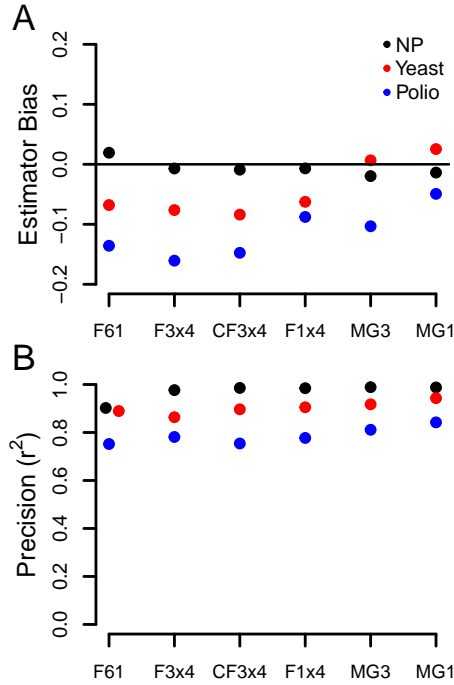 A
NP
Yeast
Polio
Estimator Bias
0.2
0.1
0.0
−0.1
−0.2
F61 F3x4 CF3x4 F1x4 MG3 MG1
B
Precision (r²)
1.0
0.8
0.6
0.4
0.2
0.0
F61 F3x4 CF3x4 F1x4 MG3 MG1